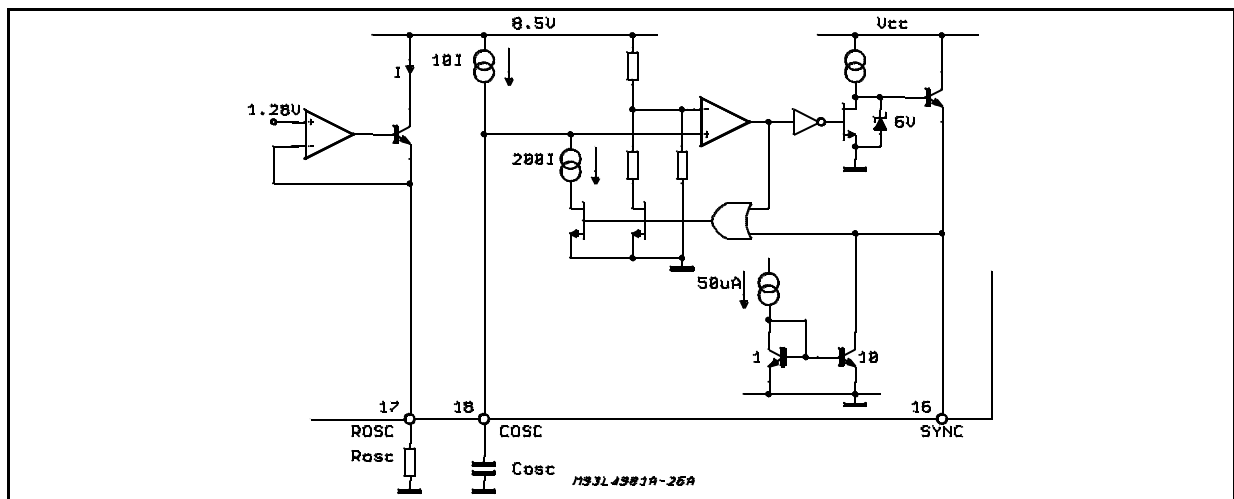 8.5V
Vcc
10I
I
1.28V
+
-
-
+
6V
200I
50uA
1
10
17
18
16
ROSC
COSC
SYNC
Rosc
Cosc
M93L4981A-26A